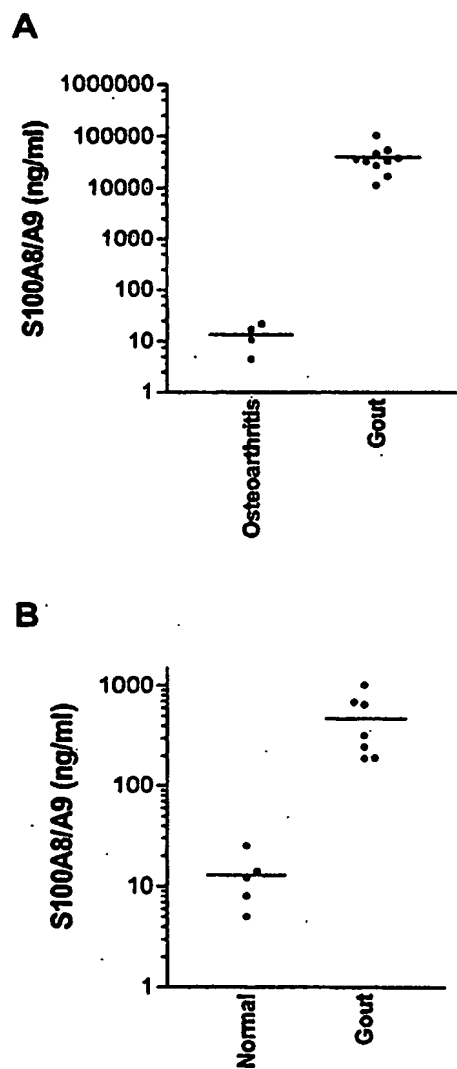 A
1000000
100000
10000
1000
100
10
1
S100A8/A9 (ng/ml)
Osteoarthritis
Gout
B
1000
100
10
1
S100A8/A9 (ng/ml)
Normal
Gout